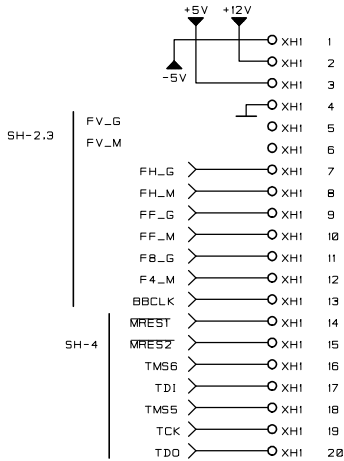 +5V +12V
XH1 1
XH1 2
-5V XH1 3
XH1 4
FV_G XH1 5
SH-2.3
FV_M XH1 6
FH_G XH1 7
FH_M XH1 8
FF_G XH1 9
FF_M XH1 10
F8_G XH1 11
F4_M XH1 12
BBCLK XH1 13
MREST XH1 14
SH-4 MRES2 XH1 15
TMS6 XH1 16
TDI XH1 17
TMS5 XH1 18
TCK XH1 19
TDO XH1 20